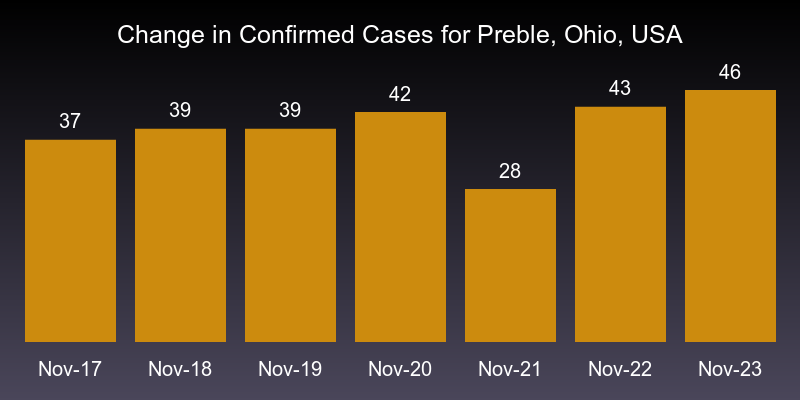 Change in Confirmed Cases for Preble, Ohio, USA
37
39
39
42
28
43
46
Nov-17
Nov-18
Nov-19
Nov-20
Nov-21
Nov-22
Nov-23